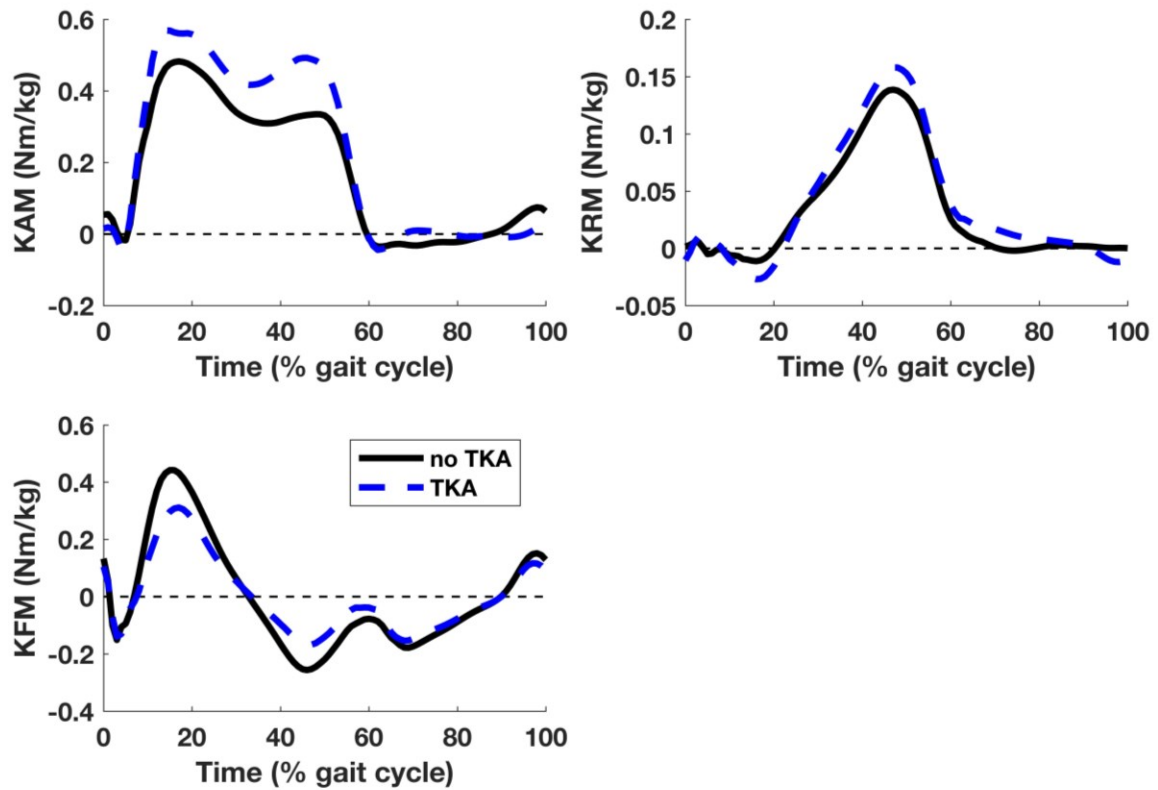 KAM (Nm/kg)
0.6
0.4
0.2
0
-0.2
0 20 40 60 80 100
Time (% gait cycle)
KRM (Nm/kg)
0.2
0.15
0.1
0.05
0
-0.05
0 20 40 60 80 100
Time (% gait cycle)
KFM (Nm/kg)
0.6
0.4
0.2
0
-0.2
-0.4
no TKA
TKA
0 20 40 60 80 100
Time (% gait cycle)